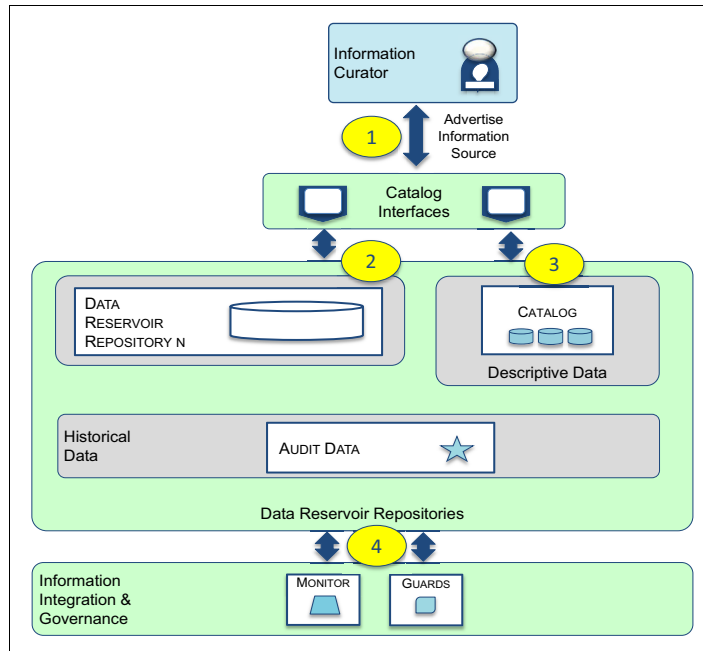 Information
Curator
1
Advertise
Information
Source
Catalog
Interfaces
2
3
DATA
RESERVOIR
REPOSITORY N
CATALOG
Descriptive Data
Historical
Data
AUDIT DATA
Data Reservoir Repositories
4
Information
Integration &
Governance
MONITOR
GUARDS